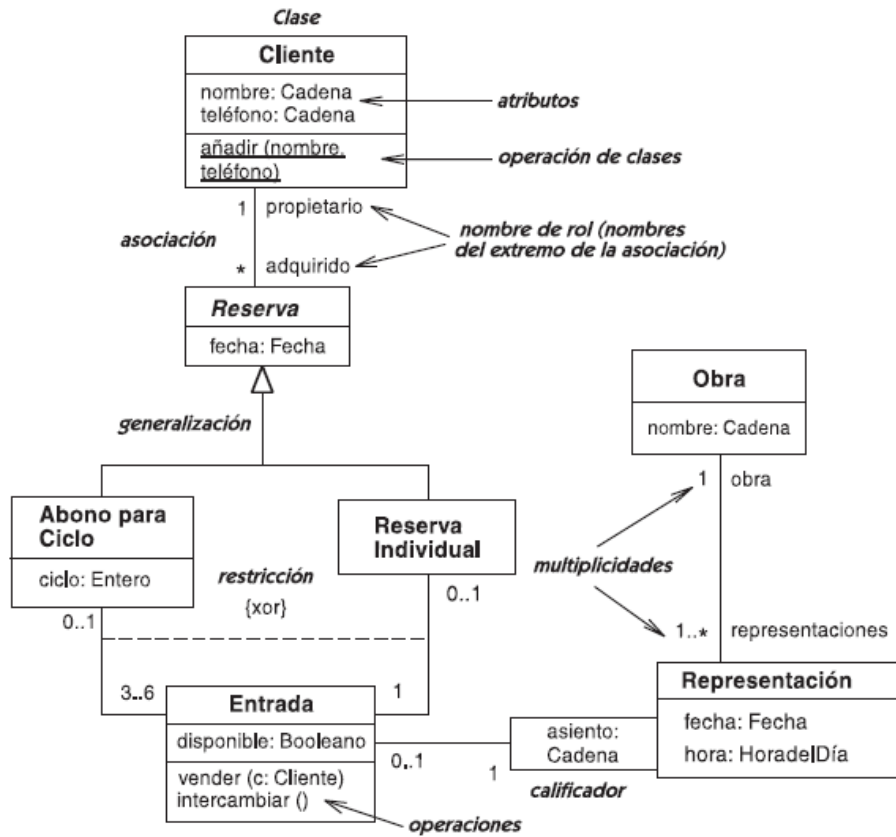 Clase
Cliente
nombre: Cadena
teléfono: Cadena
atributos
añadir (nombre,
teléfono)
operación de clases
1
propietario
asociación
nombre de rol (nombres
del extremo de la asociación)
*
adquirido
Reserva
fecha: Fecha
Obra
nombre: Cadena
generalización
1
obra
Abono para
Ciclo
ciclo: Entero
Reserva
Individual
restricción
{xor}
multiplicidades
0..1
0..1
1..*
representaciones
3..6
1
Entrada
disponible: Booleano
vender (c: Cliente)
intercambiar ()
operaciones
0..1
1
asiento:
Cadena
calificador
Representación
fecha: Fecha
hora: HoradelDía